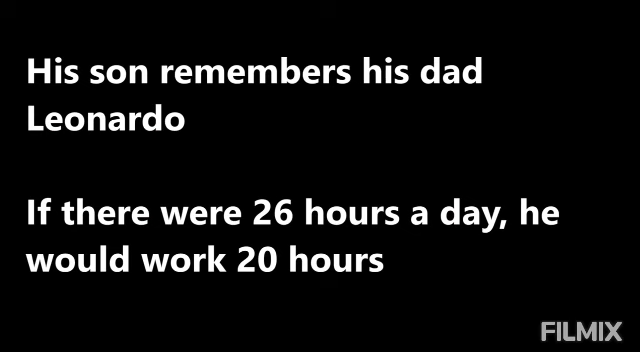 His son remembers his dad
Leonardo
If there were 26 hours a day, he
would work 20 hours
FILMIX